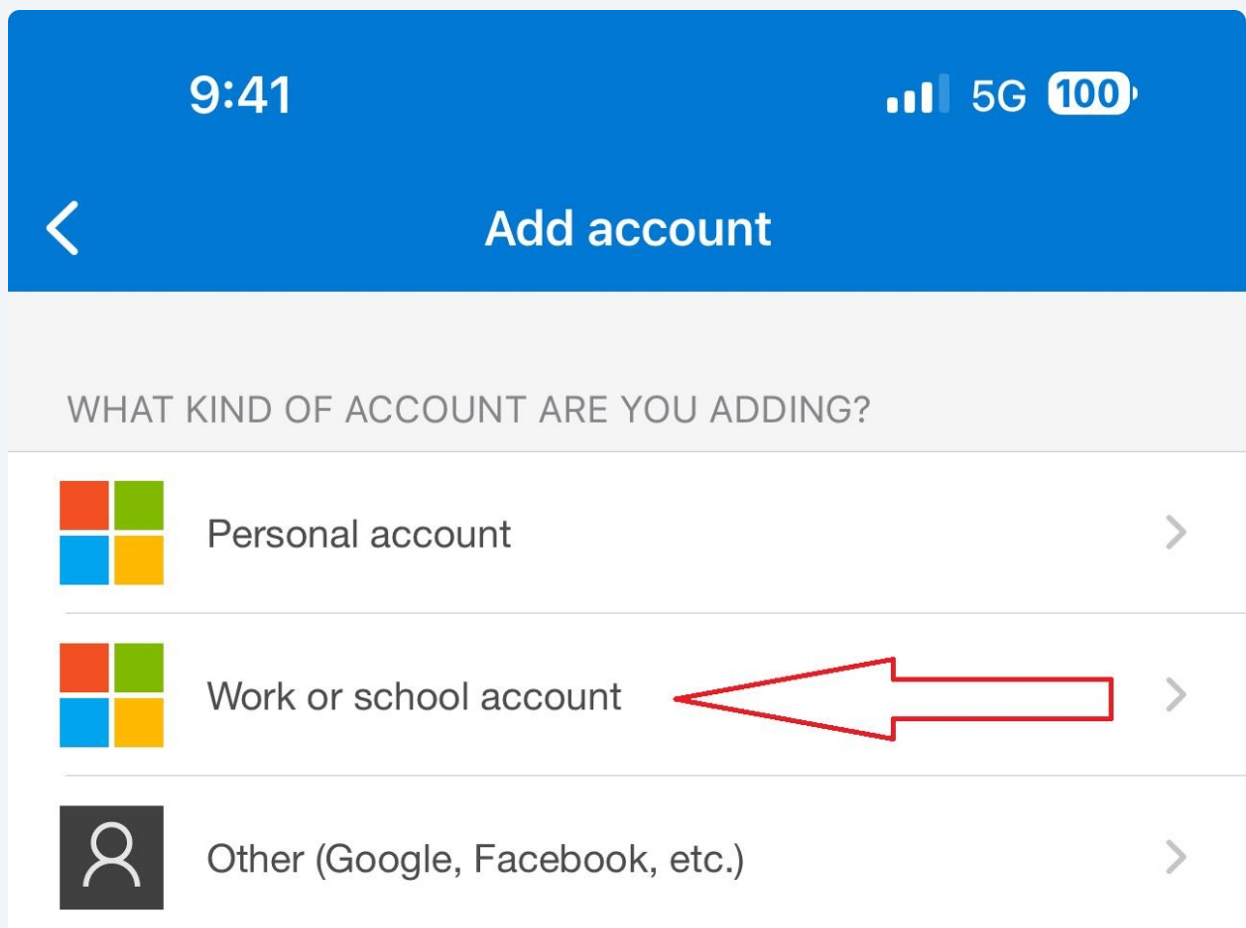 9:41 5G 100
Add account
WHAT KIND OF ACCOUNT ARE YOU ADDING?
Personal account
Work or school account
Other (Google, Facebook, etc.)